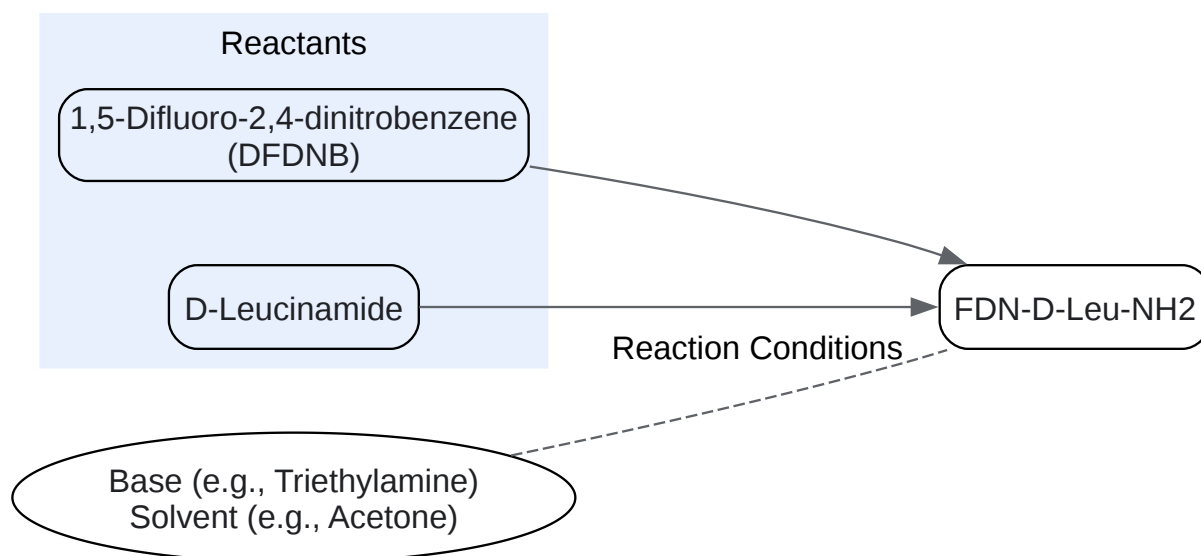 Reactants
1,5-Difluoro-2,4-dinitrobenzene
(DFDNB)
D-Leucinamide
FDN-D-Leu-NH2
Reaction Conditions
Base (e.g., Triethylamine)
Solvent (e.g., Acetone)